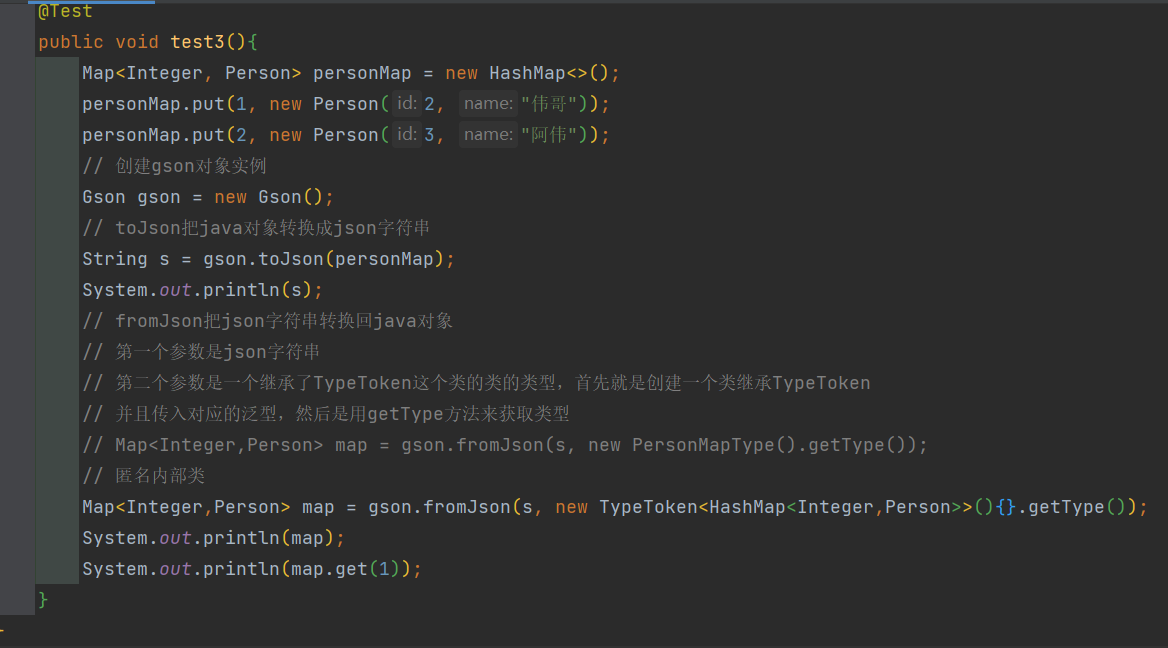 @Test
public void test3(){
Map<Integer, Person> personMap = new HashMap<>();
personMap.put(1, new Person( id: 2, name: "伟哥"));
personMap.put(2, new Person( id: 3, name: "阿伟"));
// 创建gson对象实例
Gson gson = new Gson();
// toJson把java对象转换成json字符串
String s = gson.toJson(personMap);
System.out.println(s);
// fromJson把json字符串转换回java对象
// 第一个参数是json字符串
// 第二个参数是一个继承了TypeToken这个类的类的类型，首先就是创建一个类继承TypeToken
// 并且传入对应的泛型，然后是用getType方法来获取类型
// Map<Integer,Person> map = gson.fromJson(s, new PersonMapType().getType());
// 匿名内部类
Map<Integer,Person> map = gson.fromJson(s, new TypeToken<HashMap<Integer,Person>>(){}.getType());
System.out.println(map);
System.out.println(map.get(1));
}